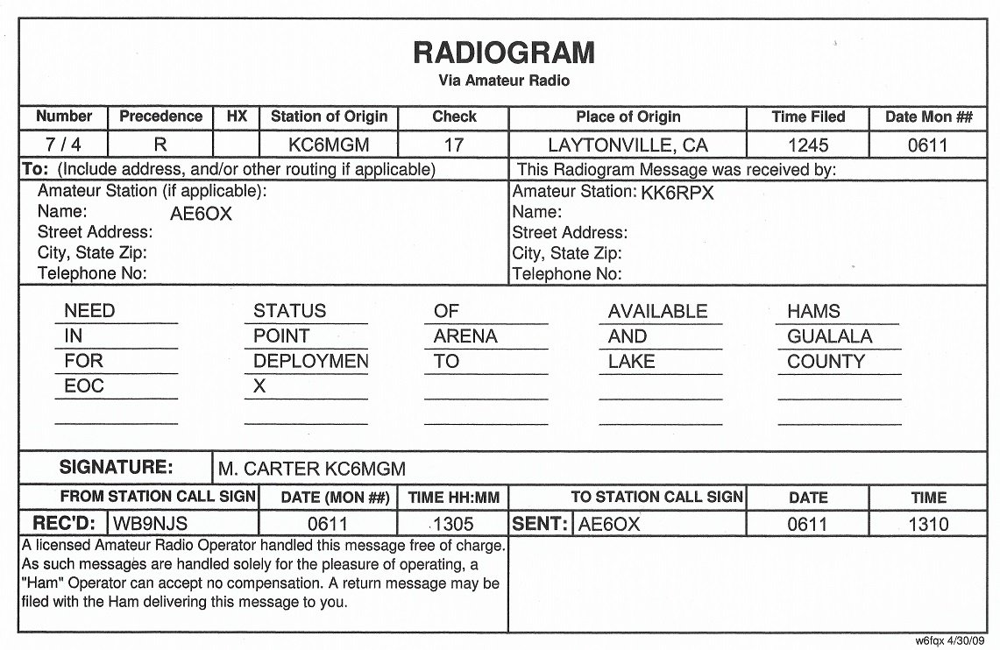 RADIOGRAM
Via Amateur Radio
Number Precedence HX Station of Origin Check Place of Origin Time Filed Date Mon ##
7 / 4 R KC6MGM 17 LAYTONVILLE, CA 1245 0611
To: (Include address, and/or other routing if applicable) This Radiogram Message was received by:
Amateur Station (if applicable): Amateur Station: KK6RPX
Name: AE6OX Name:
Street Address: Street Address:
City, State Zip: City, State Zip:
Telephone No: Telephone No:
NEED STATUS OF AVAILABLE HAMS
IN POINT ARENA AND GUALALA
FOR DEPLOYMEN TO LAKE COUNTY
EOC X
SIGNATURE: M. CARTER KC6MGM
FROM STATION CALL SIGN DATE (MON ##) TIME HH:MM TO STATION CALL SIGN DATE TIME
REC'D: WB9NJS 0611 1305 SENT: AE6OX 0611 1310
A licensed Amateur Radio Operator handled this message free of charge.
As such messages are handled solely for the pleasure of operating, a
"Ham" Operator can accept no compensation. A return message may be
filed with the Ham delivering this message to you.
w6fqx 4/30/09